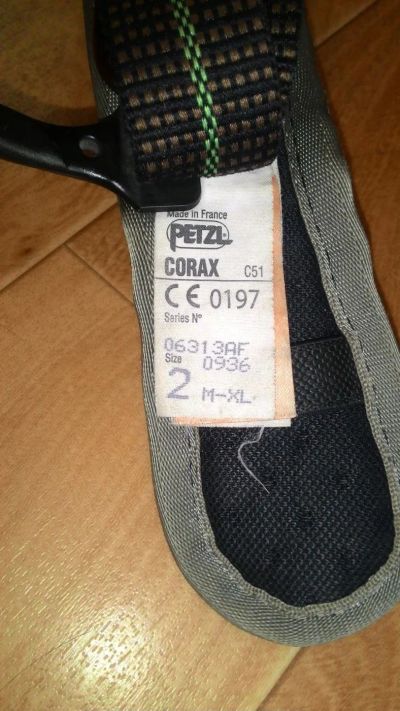 Made in France
PETZL
CORAX C51
CE 0197
Series N°
06313AF
Size 0936
2 M-XL